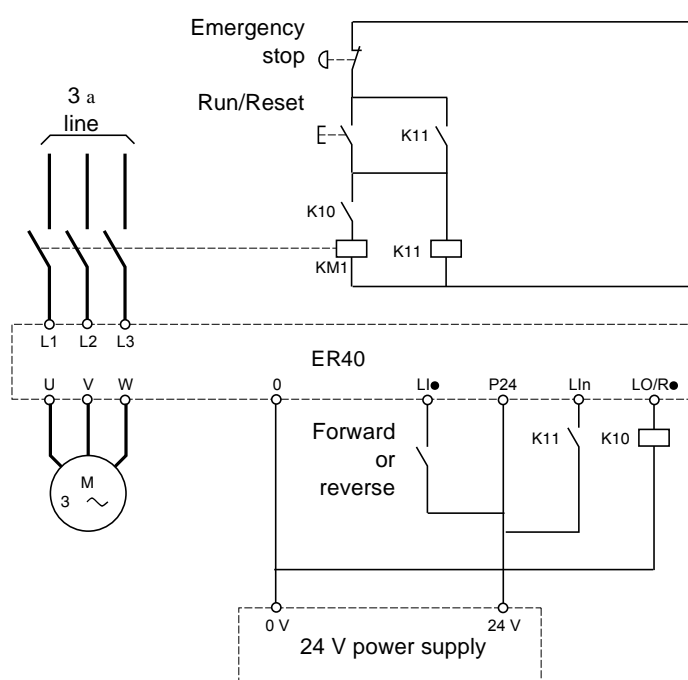 Emergency
stop
3 a
line
Run/Reset
K11
K10
KM1
K11
L1 L2 L3
ER40
U V W 0 LI● P24 LIn LO/R●
Forward
or
reverse
K11 K10
M
3
0 V 24 V
24 V power supply